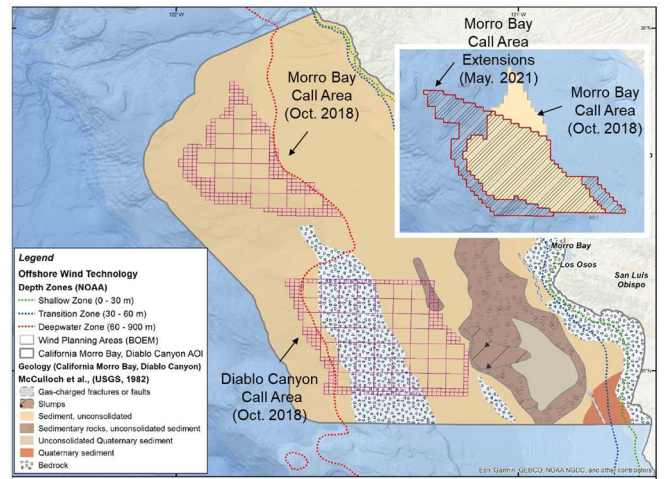 122°W
Morro Bay
Call Area
Extensions
(May. 2021)
Morro Bay
Call Area
(Oct. 2018)
Morro Bay
Call Area
(Oct. 2018)
Morro Bay
Los Osos
San Luis
Obispo
Diablo Canyon
Call Area
(Oct. 2018)
Legend
Offshore Wind Technology
Depth Zones (NOAA)
Shallow Zone (0 - 30 m)
Transition Zone (30 - 60 m)
Deepwater Zone (60 - 900 m)
Wind Planning Areas (BOEM)
California Morro Bay, Diablo Canyon AOI
Geology (California Morro Bay, Diablo Canyon)
McCulloch et al., (USGS, 1982)
Gas-charged fractures or faults
Slumps
Sediment, unconsolidated
Sedimentary rocks, unconsolidated sediment
Unconsolidated Quaternary sediment
Quaternary sediment
Bedrock
Esri, Garmin, GEBCO, NOAA NGDC, and other contributors